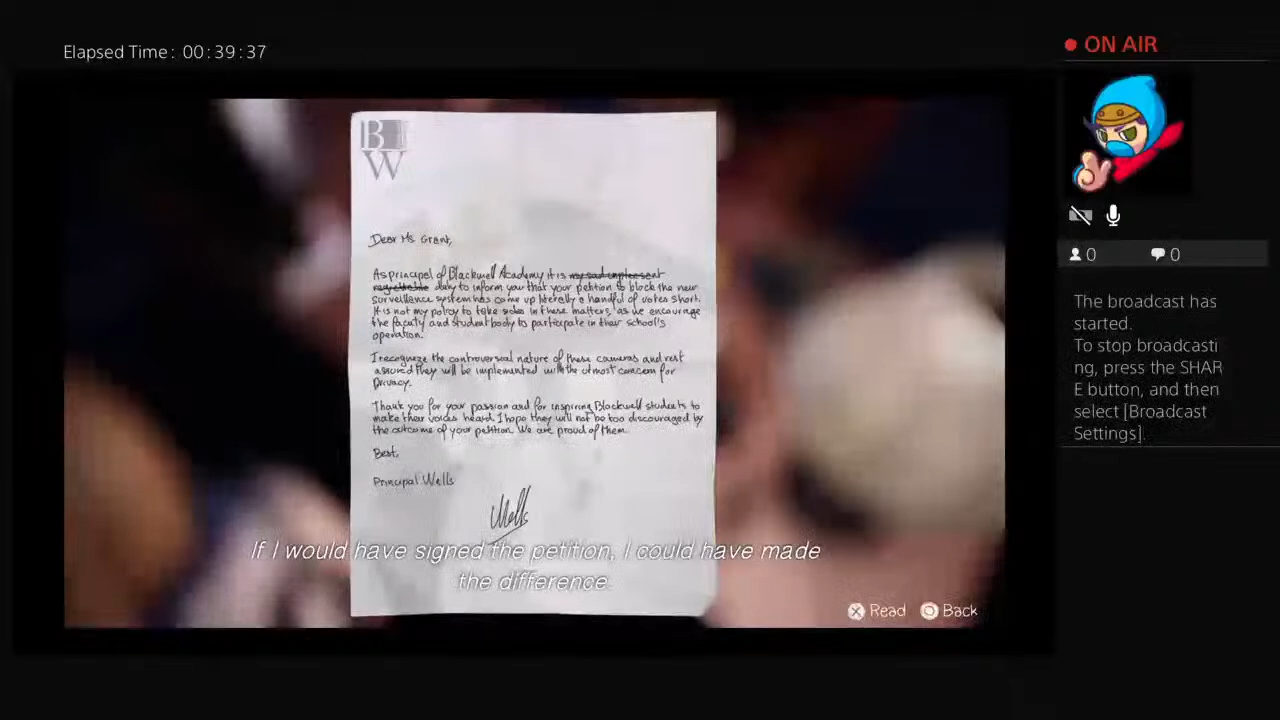 Elapsed Time: 00:39:37
ON AIR
B H
W
Dear Ms Grant,
As principal of Blackwell Academy it is my sad unpleasant
regrettable duty to inform you that your petition to block the new
surveillance system has come up literally a handful of votes short.
It is not my policy to take sides in these matters, as we encourage
the faculty and student body to participate in their school's
operation.
I recogneze the controversial nature of these cameras and rest
assured they will be implemented with the utmost concern for
Privacy.
Thank you for your passion and for inspiring Blackwell students to
make their voices heard. I hope they will not be too discouraged by
the outcome of your petition. We are proud of them.
Best,
Principal Wells
Wells
If I would have signed the petition, I could have made
the difference.
Read Back
0 0
The broadcast has
started.
To stop broadcasti
ng, press the SHAR
E button, and then
select [Broadcast
Settings].